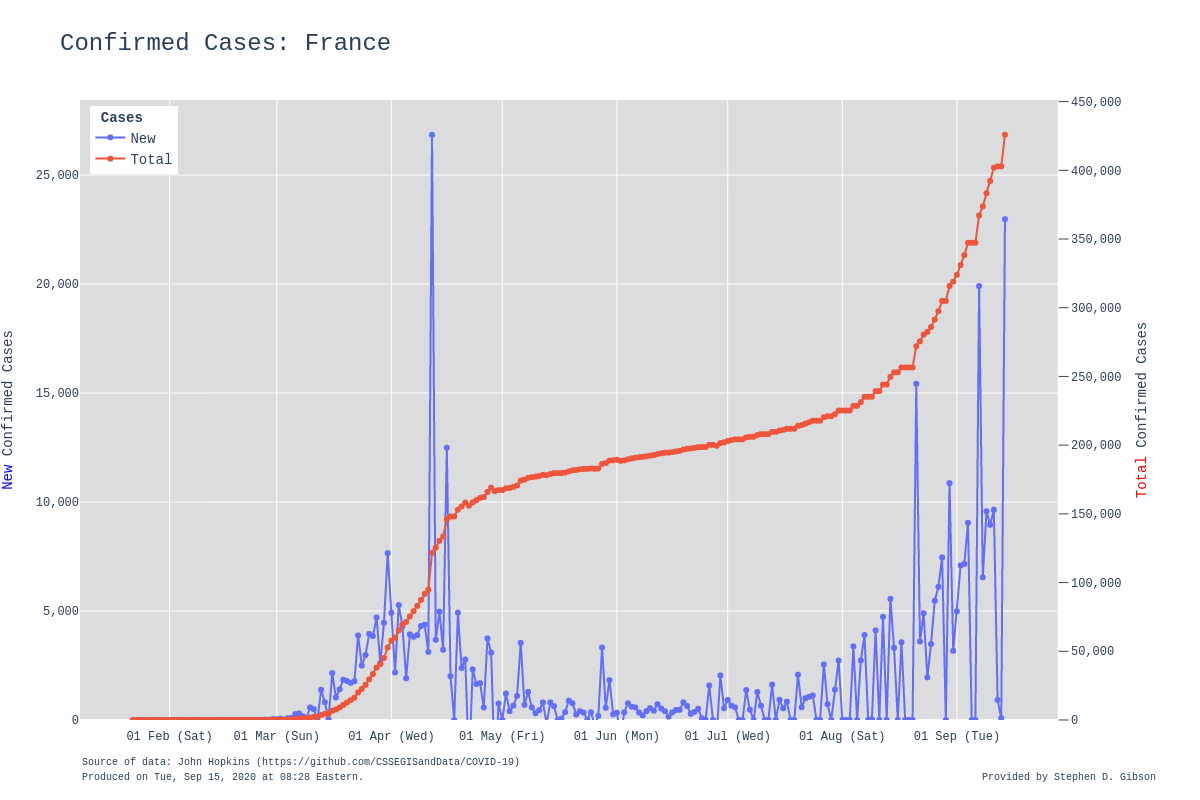 Confirmed Cases: France
Cases
New
Total
25,000
20,000
15,000
10,000
5,000
0
New Confirmed Cases
450,000
400,000
350,000
300,000
250,000
200,000
150,000
100,000
50,000
0
Total Confirmed Cases
01 Feb (Sat) 01 Mar (Sun) 01 Apr (Wed) 01 May (Fri) 01 Jun (Mon) 01 Jul (Wed) 01 Aug (Sat) 01 Sep (Tue)
Source of data: John Hopkins (https://github.com/CSSEGISandData/COVID-19)
Produced on Tue, Sep 15, 2020 at 08:28 Eastern.
Provided by Stephen D. Gibson